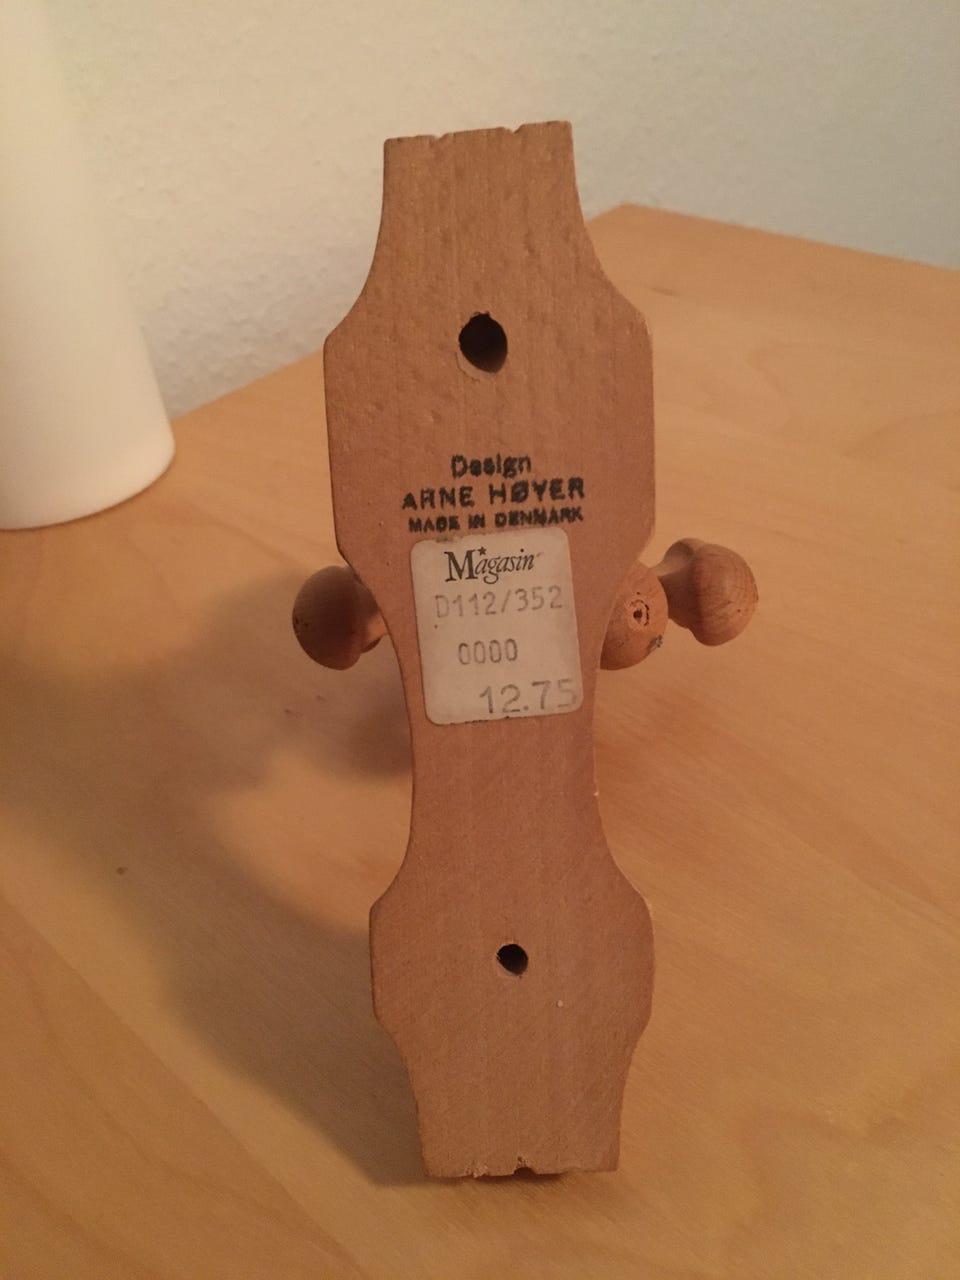 Design
ARNE HØYER
MADE IN DENMARK
Magasin
D112/352
0000
12.75